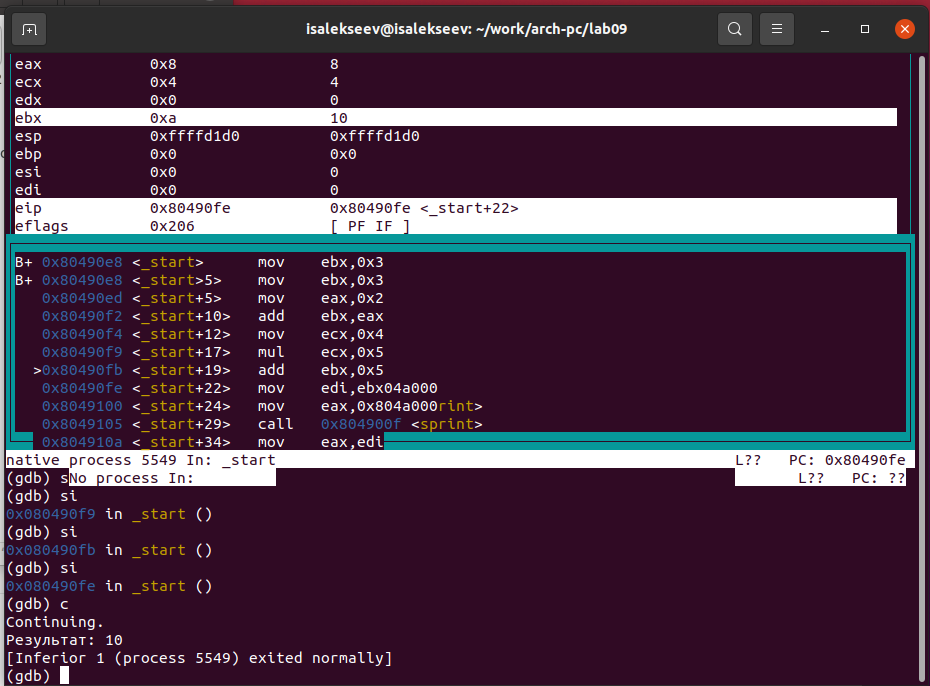 isalekseev@isalekseev: ~/work/arch-pc/lab09
eax 0x8 8
ecx 0x4 4
edx 0x0 0
ebx 0xa 10
esp 0xffffd1d0 0xffffd1d0
ebp 0x0 0x0
esi 0x0 0
edi 0x0 0
eip 0x80490fe 0x80490fe <_start+22>
eflags 0x206 [ PF IF ]
B+ 0x80490e8 <_start> mov ebx,0x3
B+ 0x80490e8 <_start>5> mov ebx,0x3
0x80490ed <_start+5> mov eax,0x2
0x80490f2 <_start+10> add ebx,eax
0x80490f4 <_start+12> mov ecx,0x4
0x80490f9 <_start+17> mul ecx,0x5
>0x80490fb <_start+19> add ebx,0x5
0x80490fe <_start+22> mov edi,ebx04a000
0x8049100 <_start+24> mov eax,0x804a000rint>
0x8049105 <_start+29> call 0x804900f <sprint>
0x804910a <_start+34> mov eax,edi
native process 5549 In: _start L?? PC: 0x80490fe
(gdb) sNo process In: L?? PC: ??
(gdb) si
0x080490f9 in _start ()
(gdb) si
0x080490fb in _start ()
(gdb) si
0x080490fe in _start ()
(gdb) c
Continuing.
Результат: 10
[Inferior 1 (process 5549) exited normally]
(gdb)